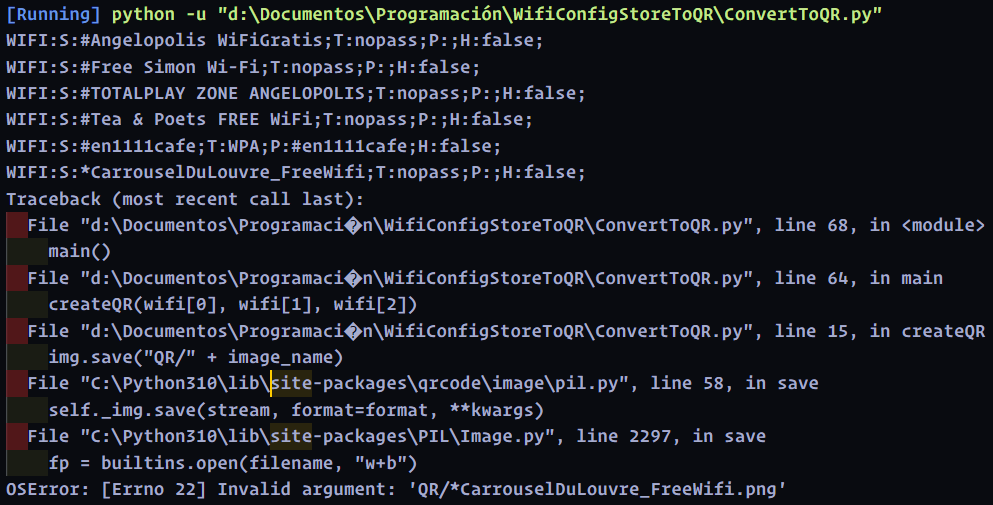 [Running] python -u "d:\Documentos\Programación\WifiConfigStoreToQR\ConvertToQR.py"
WIFI:S:#Angelopolis WiFiGratis;T:nopass;P:;H:false;
WIFI:S:#Free Simon Wi-Fi;T:nopass;P:;H:false;
WIFI:S:#TOTALPLAY ZONE ANGELOPOLIS;T:nopass;P:;H:false;
WIFI:S:#Tea & Poets FREE WiFi;T:nopass;P:;H:false;
WIFI:S:#en1111cafe;T:WPA;P:#en1111cafe;H:false;
WIFI:S:*CarrouselDuLouvre_FreeWifi;T:nopass;P:;H:false;
Traceback (most recent call last):
  File "d:\Documentos\Programaci�n\WifiConfigStoreToQR\ConvertToQR.py", line 68, in <module>
    main()
  File "d:\Documentos\Programaci�n\WifiConfigStoreToQR\ConvertToQR.py", line 64, in main
    createQR(wifi[0], wifi[1], wifi[2])
  File "d:\Documentos\Programaci�n\WifiConfigStoreToQR\ConvertToQR.py", line 15, in createQR
    img.save("QR/" + image_name)
  File "C:\Python310\lib\site-packages\qrcode\image\pil.py", line 58, in save
    self._img.save(stream, format=format, **kwargs)
  File "C:\Python310\lib\site-packages\PIL\Image.py", line 2297, in save
    fp = builtins.open(filename, "w+b")
OSError: [Errno 22] Invalid argument: 'QR/*CarrouselDuLouvre_FreeWifi.png'